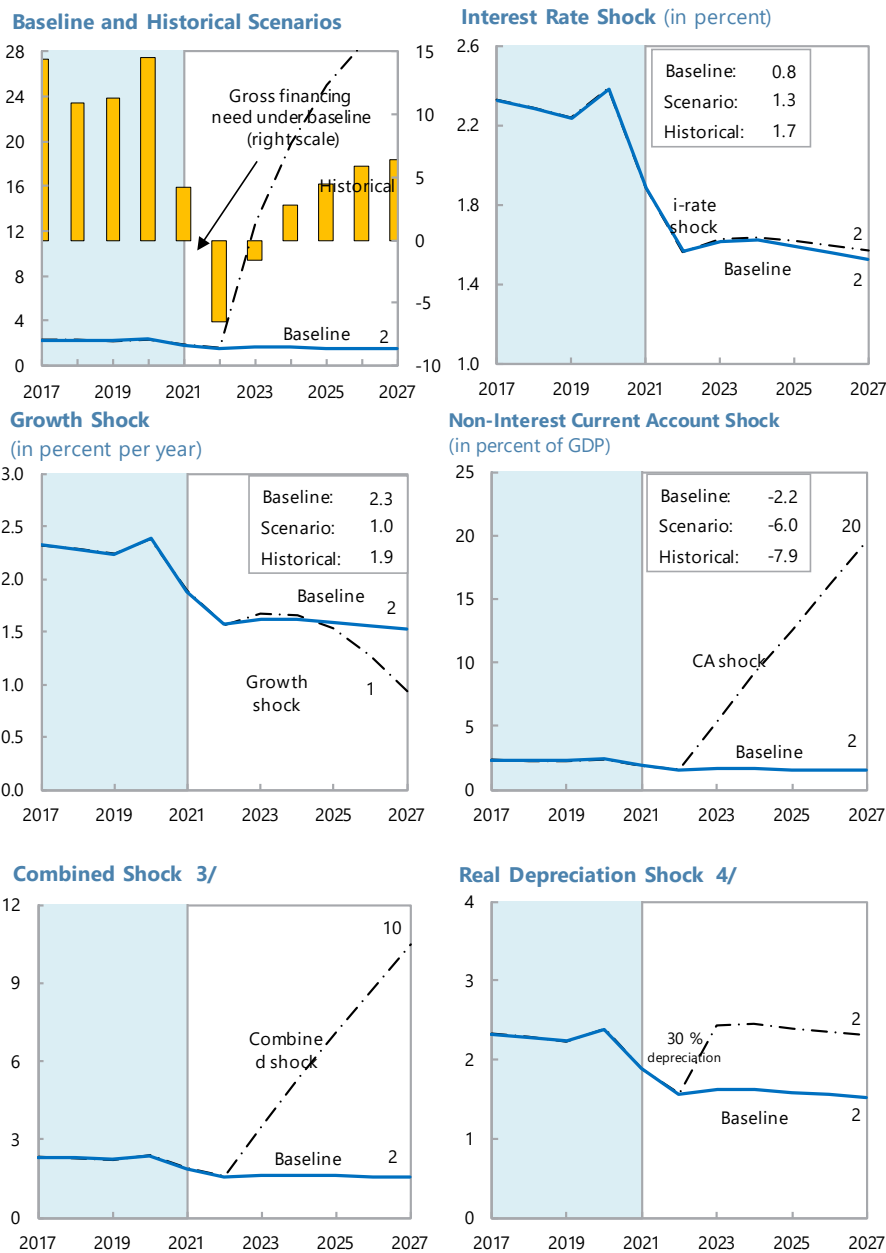 Baseline and Historical Scenarios
28
24
20
16
12
8
4
0
15
10
5
0
-5
-10
Gross financing
need under baseline
(right scale)
Historical
Baseline 2
2017 2019 2021 2023 2025 2027
Interest Rate Shock (in percent)
2.6
2.2
1.8
1.4
1.0
Baseline: 0.8
Scenario: 1.3
Historical: 1.7
i-rate
shock
2
Baseline
2
2017 2019 2021 2023 2025 2027
Growth Shock
(in percent per year)
3.0
2.5
2.0
1.5
1.0
0.5
0.0
Baseline: 2.3
Scenario: 1.0
Historical: 1.9
Baseline
2
Growth
shock
1
2017 2019 2021 2023 2025 2027
Non-Interest Current Account Shock
(in percent of GDP)
25
20
15
10
5
0
Baseline: -2.2
Scenario: -6.0
Historical: -7.9
20
CA shock
Baseline
2
2017 2019 2021 2023 2025 2027
Combined Shock 3/
12
9
6
3
0
10
Combine
d shock
Baseline 2
2017 2019 2021 2023 2025 2027
Real Depreciation Shock 4/
4
3
2
1
0
30 %
depreciation
2
Baseline
2
2017 2019 2021 2023 2025 2027